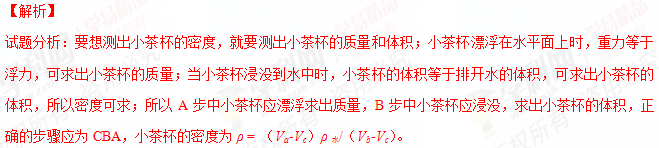 【解析】
试题分析：要想测出小茶杯的密度，就要测出小茶杯的质量和体积；小茶杯漂浮在水平面上时，重力等于
浮力，可求出小茶杯的质量；当小茶杯浸没到水中时，小茶杯的体积等于排开水的体积，可求出小茶杯的
体积，所以密度可求；所以 A 步中小茶杯应漂浮求出质量，B 步中小茶杯应浸没，求出小茶杯的体积，正
确的步骤应为 CBA，小茶杯的密度为 ρ = （Va-Vc）ρ水/（Vb-Vc）。